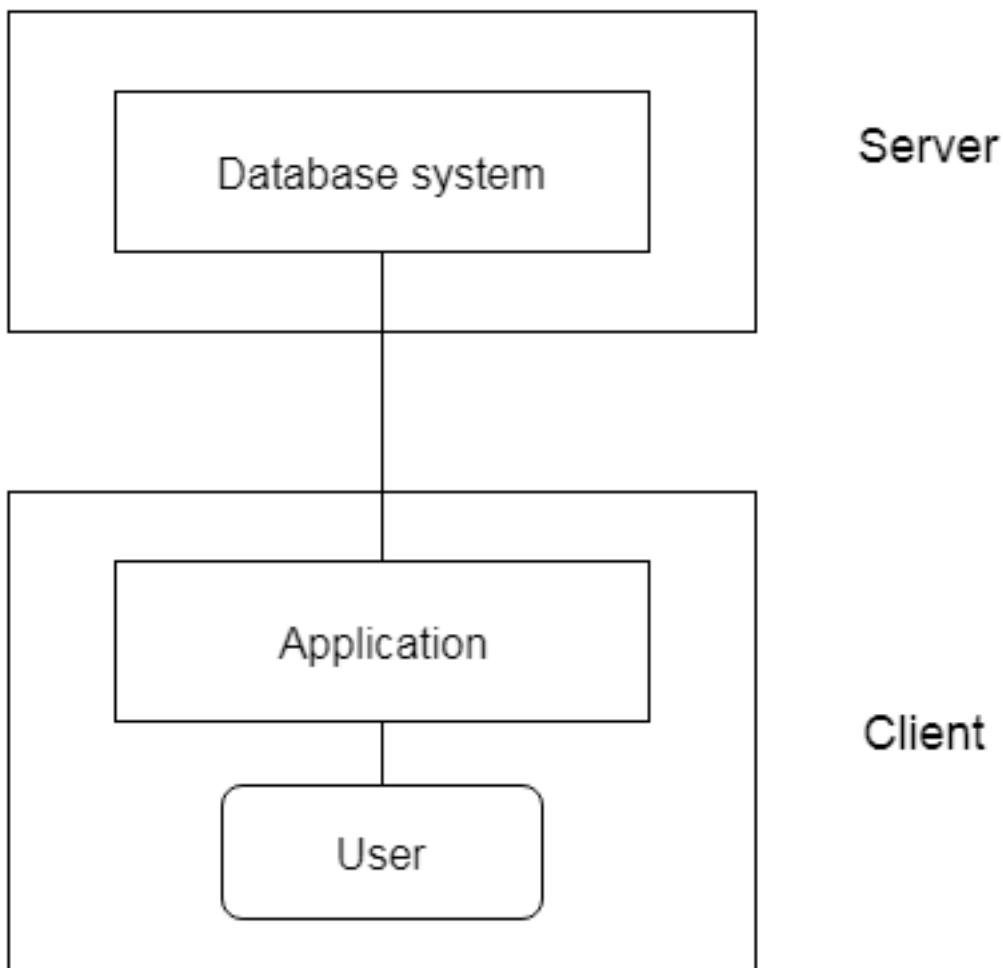 Database system
Server
Application
Client
User